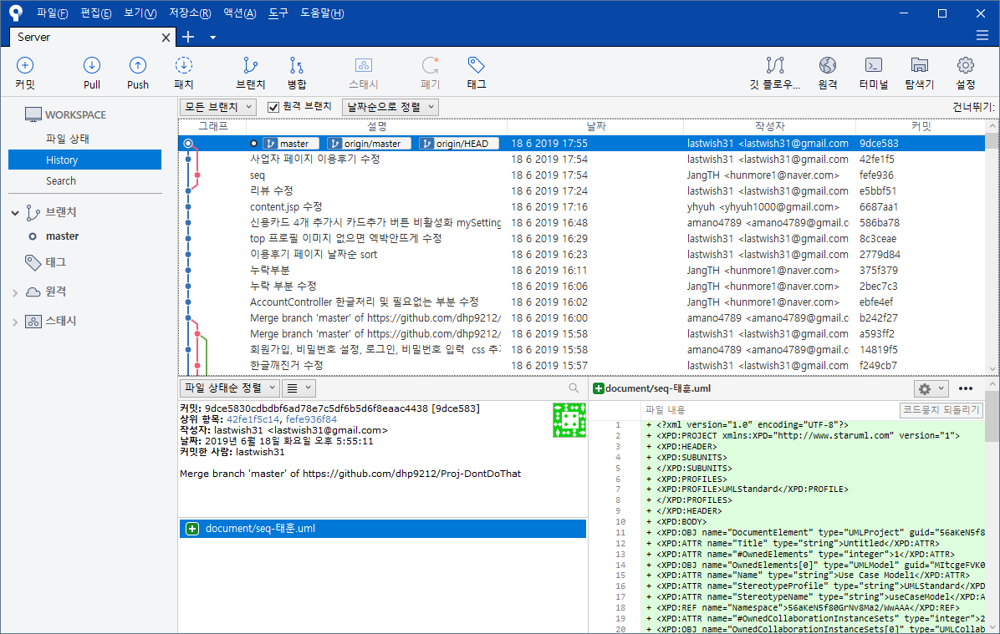 파일(F) 편집(E) 보기(V) 저장소(R) 액션(A) 도구 도움말(H)
Server
커밋 Pull Push 패치 브랜치 병합 스태시 폐기 태그 깃 플로우... 원격 터미널 탐색기 설정
WORKSPACE
파일 상태
History
Search
브랜치
master
태그
원격
스태시
모든 브랜치 원격 브랜치 날짜순으로 정렬 건너뛰기:
그래프 설명 날짜 작성자 커밋
master origin/master origin/HEAD 18 6 2019 17:55 lastwish31 <lastwish31@gmail.com 9dce583
사업자 페이지 이용후기 수정 18 6 2019 17:54 lastwish31 <lastwish31@gmail.com 42fe1f5
seq 18 6 2019 17:54 JangTH <hunmore1@naver.com> fefe936
리뷰 수정 18 6 2019 17:24 lastwish31 <lastwish31@gmail.com e5bbf51
content.jsp 수정 18 6 2019 17:16 yhyuh <yhyuh1000@gmail.com> 6687aa1
신용카드 4개 추가시 카드추가 버튼 비활성화 mySetting 18 6 2019 16:48 amano4789 <amano4789@gmail.c 586ba78
top 프로필 이미지 없으면 엑박안뜨게 수정 18 6 2019 16:29 lastwish31 <lastwish31@gmail.com 8c3ceae
이용후기 페이지 날짜순 sort 18 6 2019 16:23 lastwish31 <lastwish31@gmail.com 2779d84
누락부분 18 6 2019 16:11 JangTH <hunmore1@naver.com> 375f379
누락 부분 수정 18 6 2019 16:06 JangTH <hunmore1@naver.com> 2bec7c3
AccountController 한글처리 및 필요없는 부분 수정 18 6 2019 16:02 JangTH <hunmore1@naver.com> ebfe4ef
Merge branch 'master' of https://github.com/dhp9212/ 18 6 2019 16:00 amano4789 <amano4789@gmail.c b242f27
Merge branch 'master' of https://github.com/dhp9212/ 18 6 2019 15:58 lastwish31 <lastwish31@gmail.com a593ff2
회원가입, 비밀번호 설정, 로그인, 비밀번호 입력 css 추가 18 6 2019 15:58 amano4789 <amano4789@gmail.c 14819f5
한글깨진거 수정 18 6 2019 15:57 lastwish31 <lastwish31@gmail.com f249cb7
파일 상태순 정렬
커밋: 9dce5830cdbdbf6ad78e7c5df6b5d6f8eaac4438 [9dce583]
상위 항목: 42fe1f5c14, fefe936f84
작성자: lastwish31 <lastwish31@gmail.com>
날짜: 2019년 6월 18일 화요일 오후 5:55:11
커밋한 사람: lastwish31
Merge branch 'master' of https://github.com/dhp9212/Proj-DontDoThat
document/seq-태훈.uml
document/seq-태훈.uml
파일 내용 코드뭉치 되돌리기
1 + <?xml version="1.0" encoding="UTF-8"?>
2 + <XPD:PROJECT xmlns:XPD="http://www.staruml.com" version="1">
3 + <XPD:HEADER>
4 + <XPD:SUBUNITS>
5 + </XPD:SUBUNITS>
6 + <XPD:PROFILES>
7 + <XPD:PROFILE>UMLStandard</XPD:PROFILE>
8 + </XPD:PROFILES>
9 + </XPD:HEADER>
10 + <XPD:BODY>
11 + <XPD:OBJ name="DocumentElement" type="UMLProject" guid="56aKeN5f8
12 + <XPD:ATTR name="Title" type="string">Untitled</XPD:ATTR>
13 + <XPD:ATTR name="#OwnedElements" type="integer">1</XPD:ATTR>
14 + <XPD:OBJ name="OwnedElements[0]" type="UMLModel" guid="MItcgeFVK0
15 + <XPD:ATTR name="Name" type="string">Use Case Model1</XPD:ATTR>
16 + <XPD:ATTR name="StereotypeProfile" type="string">UMLStandard</XPD
17 + <XPD:ATTR name="StereotypeName" type="string">useCaseModel</XPD:A
18 + <XPD:REF name="Namespace">56aKeN5f80GrNv8Ma2/WwAAA</XPD:REF>
19 + <XPD:ATTR name="#OwnedCollaborationInstanceSets" type="integer">2
20 + <XPD:OBJ name="OwnedCollaborationInstanceSets[0]" type="UMLCollab